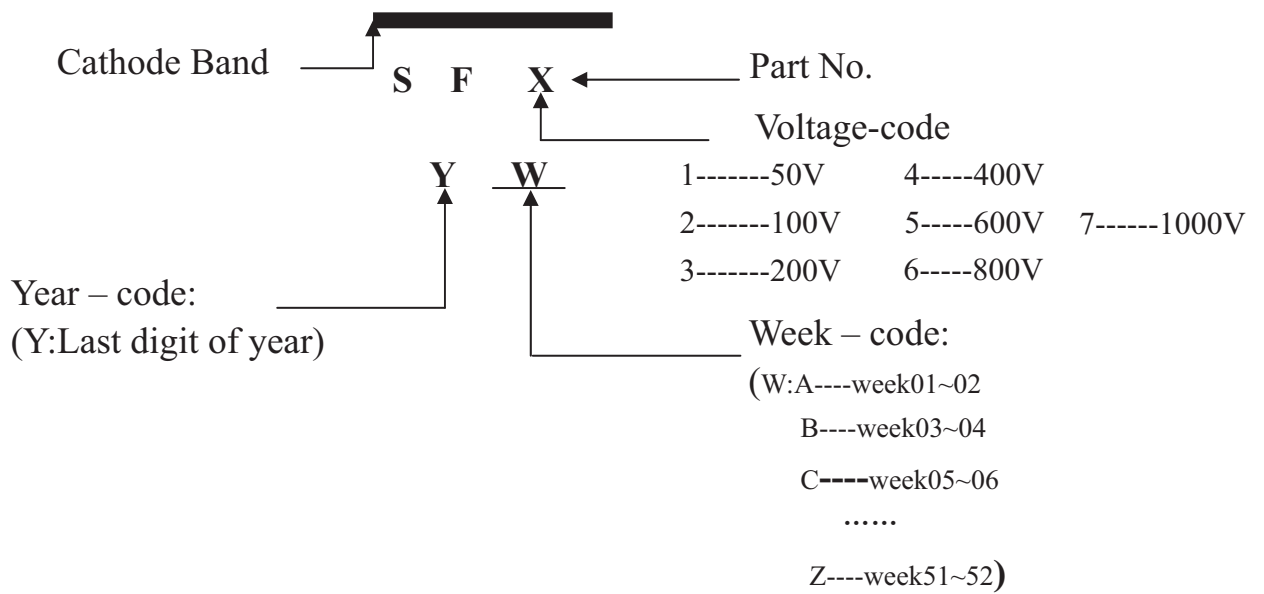 Cathode Band
S F X
Part No.
Voltage-code
Y W
1-------50V 4-----400V
2-------100V 5-----600V 7------1000V
3-------200V 6-----800V
Year – code:
(Y:Last digit of year)
Week – code:
(W:A----week01~02
B----week03~04
C----week05~06
......
Z----week51~52)